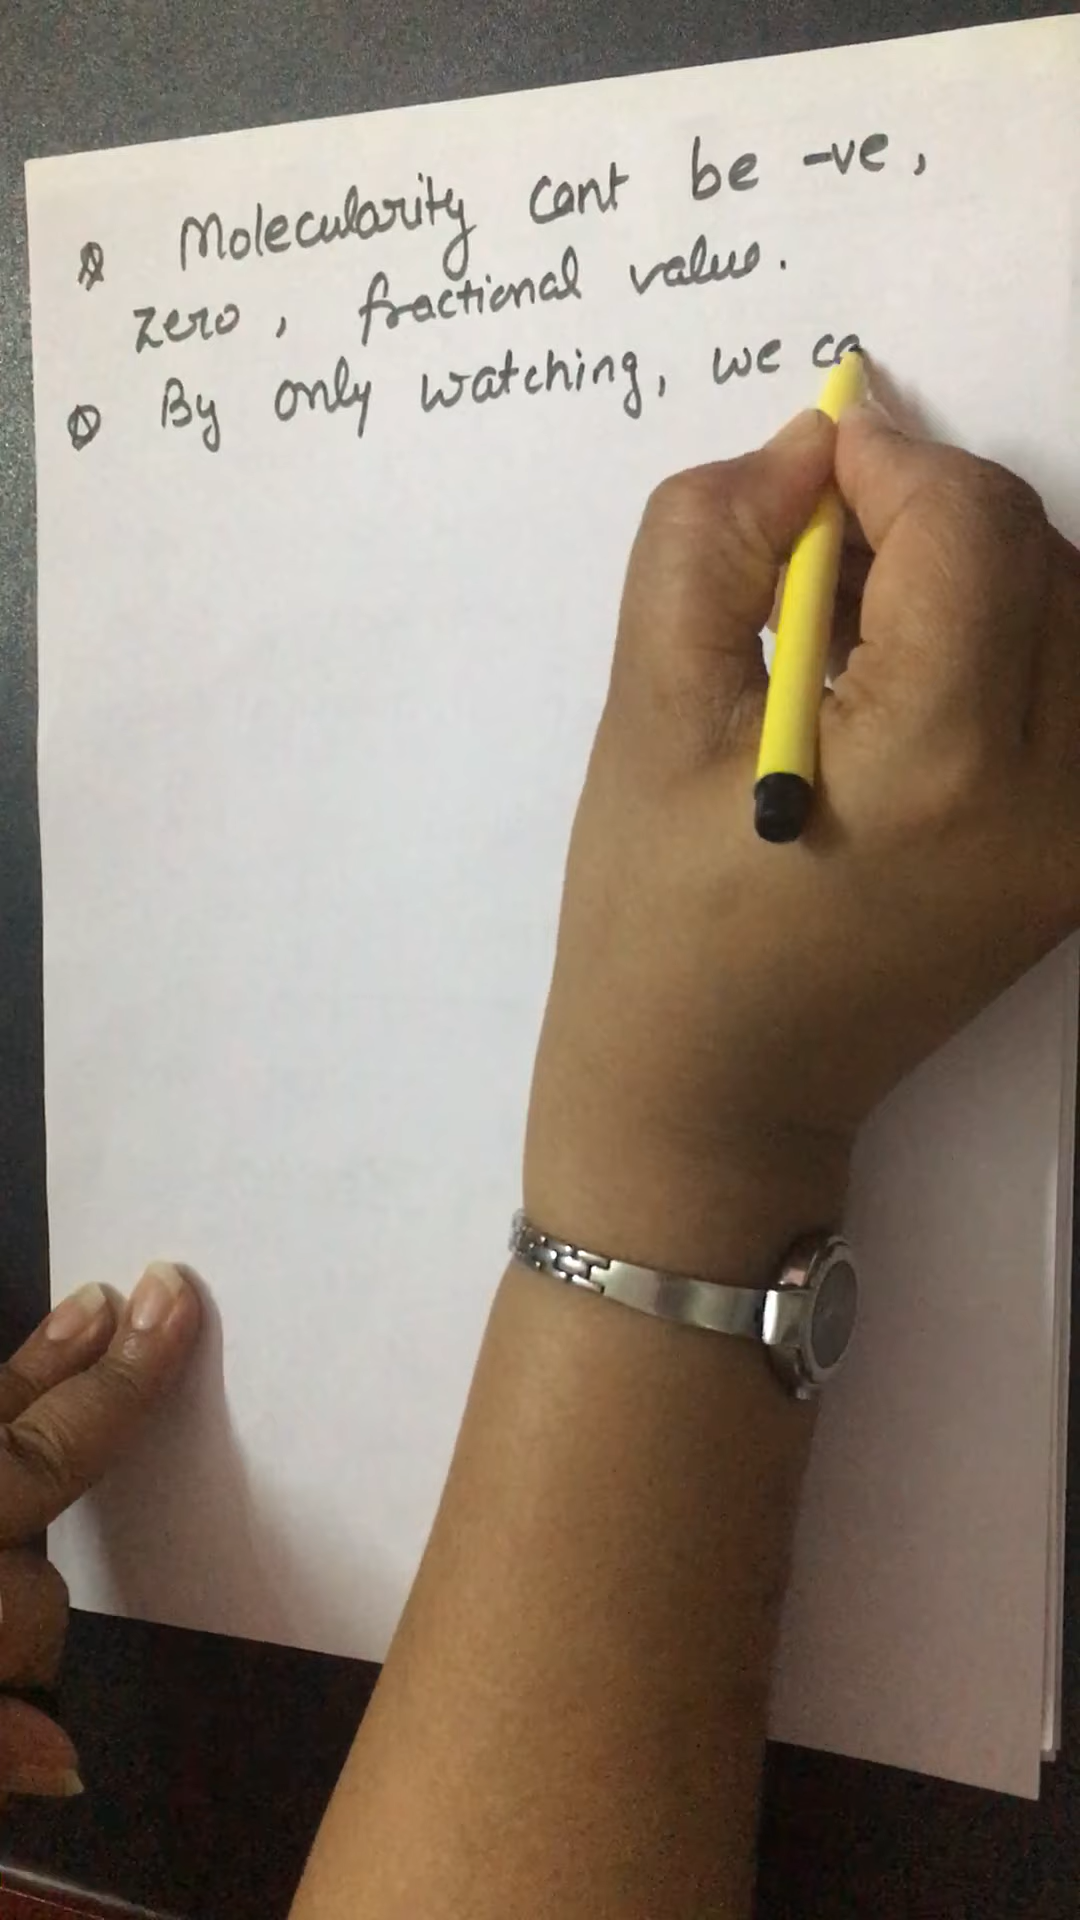 Molecularity cant be -ve,
zero, fractional value.
By only watching, we